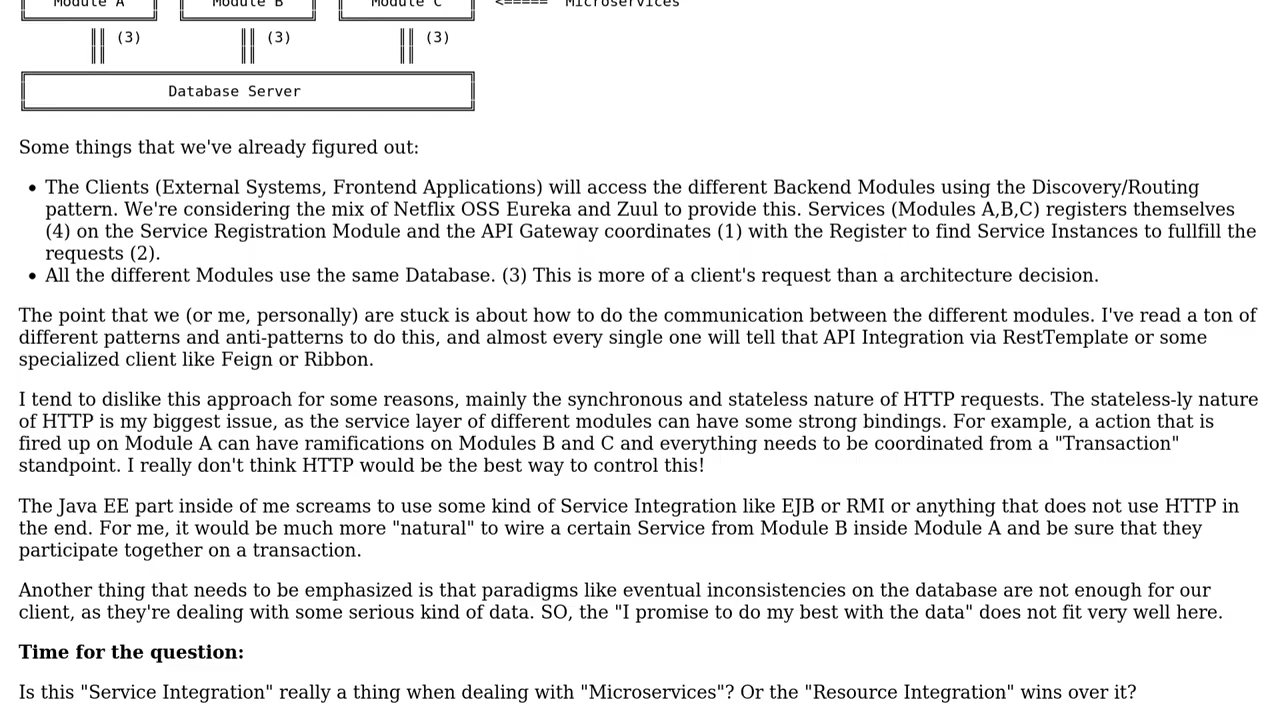 Module A Module B Module C <===== Microservices
(3) (3) (3)
Database Server
Some things that we've already figured out:
• The Clients (External Systems, Frontend Applications) will access the different Backend Modules using the Discovery/Routing
pattern. We're considering the mix of Netflix OSS Eureka and Zuul to provide this. Services (Modules A,B,C) registers themselves
(4) on the Service Registration Module and the API Gateway coordinates (1) with the Register to find Service Instances to fullfill the
requests (2).
• All the different Modules use the same Database. (3) This is more of a client's request than a architecture decision.
The point that we (or me, personally) are stuck is about how to do the communication between the different modules. I've read a ton of
different patterns and anti-patterns to do this, and almost every single one will tell that API Integration via RestTemplate or some
specialized client like Feign or Ribbon.
I tend to dislike this approach for some reasons, mainly the synchronous and stateless nature of HTTP requests. The stateless-ly nature
of HTTP is my biggest issue, as the service layer of different modules can have some strong bindings. For example, a action that is
fired up on Module A can have ramifications on Modules B and C and everything needs to be coordinated from a "Transaction"
standpoint. I really don't think HTTP would be the best way to control this!
The Java EE part inside of me screams to use some kind of Service Integration like EJB or RMI or anything that does not use HTTP in
the end. For me, it would be much more "natural" to wire a certain Service from Module B inside Module A and be sure that they
participate together on a transaction.
Another thing that needs to be emphasized is that paradigms like eventual inconsistencies on the database are not enough for our
client, as they're dealing with some serious kind of data. SO, the "I promise to do my best with the data" does not fit very well here.
Time for the question:
Is this "Service Integration" really a thing when dealing with "Microservices"? Or the "Resource Integration" wins over it?